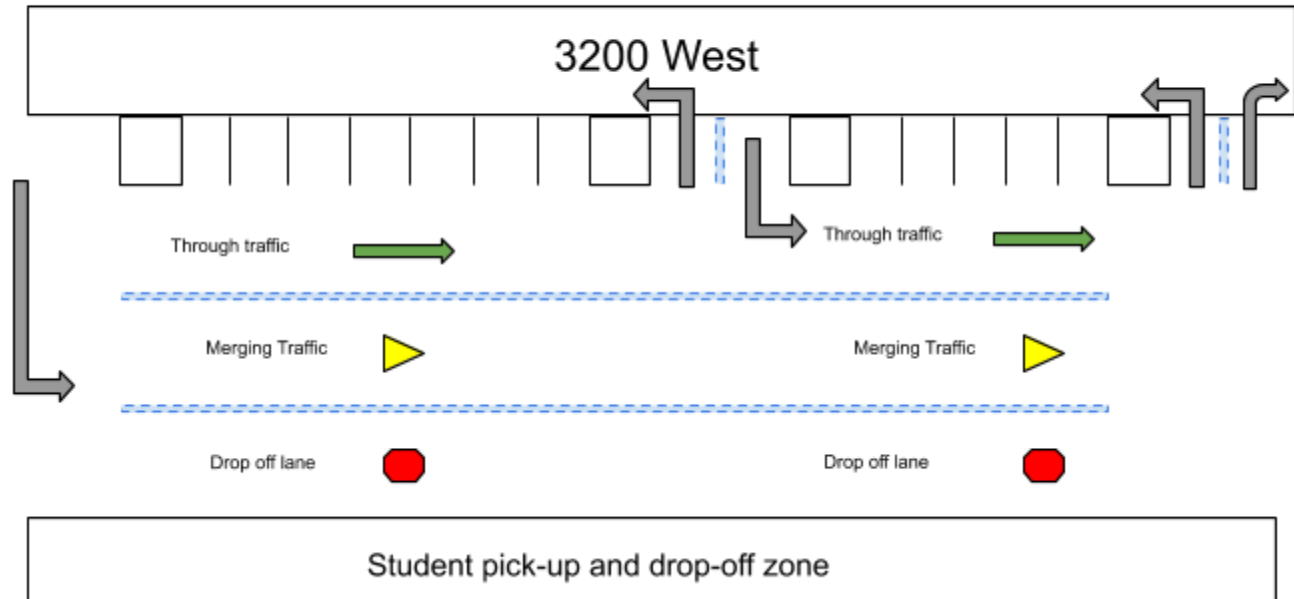 3200 West
Through traffic
Through traffic
Merging Traffic
Merging Traffic
Drop off lane
Drop off lane
Student pick-up and drop-off zone